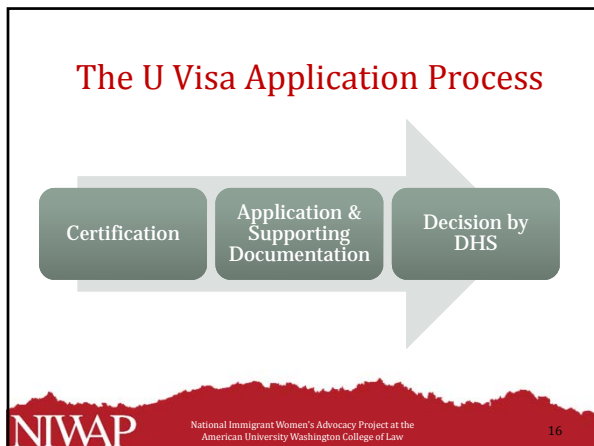 The U Visa Application Process
Certification
Application &
Supporting
Documentation
Decision by
DHS
NIWAP
National Immigrant Women's Advocacy Project at the
American University Washington College of Law
16